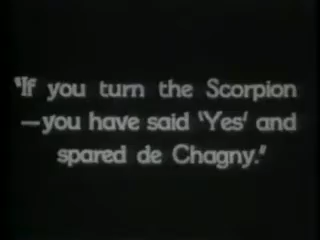 "If you turn the Scorpion
—you have said 'Yes' and
spared de Chagny."